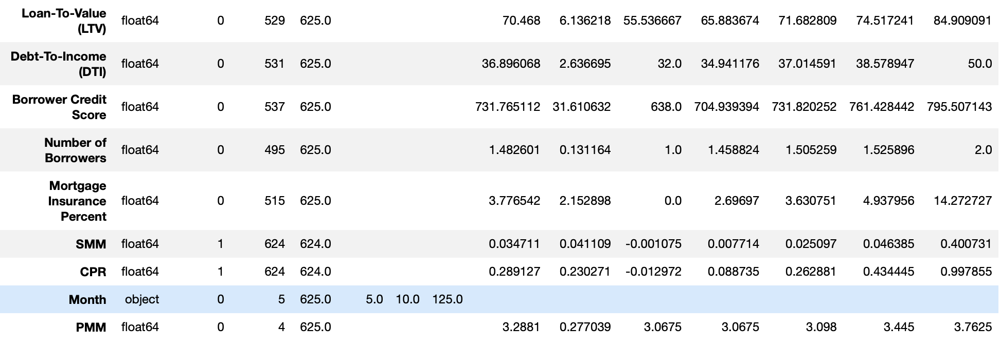 Loan-To-Value (LTV) float64 0 529 625.0 70.468 6.136218 55.536667 65.883674 71.682809 74.517241 84.909091
Debt-To-Income (DTI) float64 0 531 625.0 36.896068 2.636695 32.0 34.941176 37.014591 38.578947 50.0
Borrower Credit Score float64 0 537 625.0 731.765112 31.610632 638.0 704.939394 731.820252 761.428442 795.507143
Number of Borrowers float64 0 495 625.0 1.482601 0.131164 1.0 1.458824 1.505259 1.525896 2.0
Mortgage Insurance Percent float64 0 515 625.0 3.776542 2.152898 0.0 2.69697 3.630751 4.937956 14.272727
SMM float64 1 624 624.0 0.034711 0.041109 -0.001075 0.007714 0.025097 0.046385 0.400731
CPR float64 1 624 624.0 0.289127 0.230271 -0.012972 0.088735 0.262881 0.434445 0.997855
Month object 0 5 625.0 5.0 10.0 125.0
PMM float64 0 4 625.0 3.2881 0.277039 3.0675 3.0675 3.098 3.445 3.7625